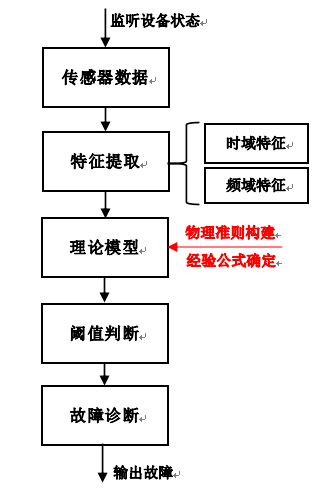 监听设备状态
传感器数据
特征提取
时域特征
频域特征
理论模型
物理准则构建
经验公式确定
阈值判断
故障诊断
输出故障